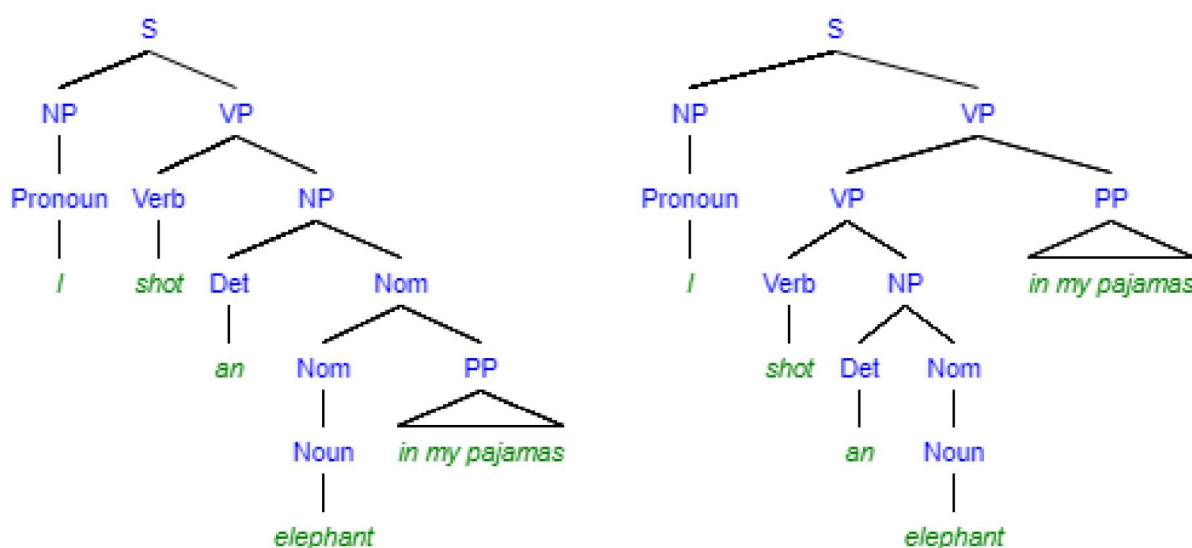 S S
NP VP NP VP
Pronoun Verb NP Pronoun VP PP
I shot Det Nom I Verb NP in my pajamas
an Nom PP shot Det Nom
Noun in my pajamas an Noun
elephant elephant